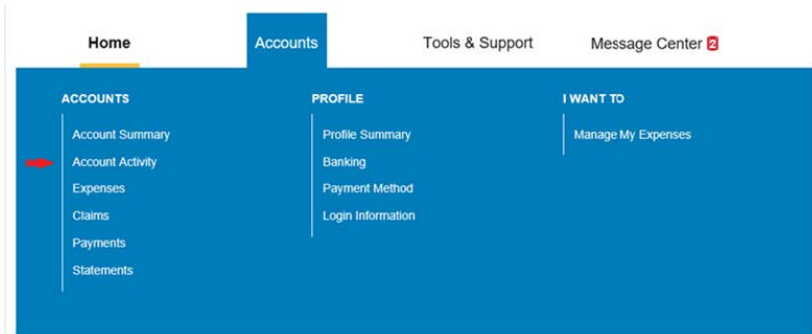 Home Accounts Tools & Support Message Center 2
ACCOUNTS
Account Summary
Account Activity
Expenses
Claims
Payments
Statements
PROFILE
Profile Summary
Banking
Payment Method
Login Information
I WANT TO
Manage My Expenses